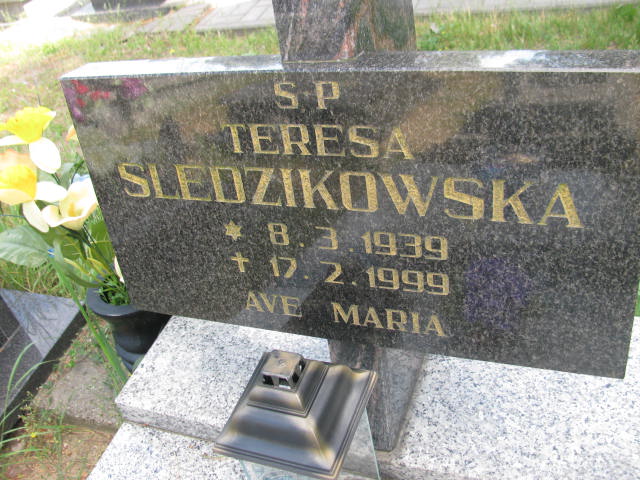 S.P
TERESA
SLEDZIKOWSKA
* 8.3.1939
† 17.2.1999
AVE MARIA